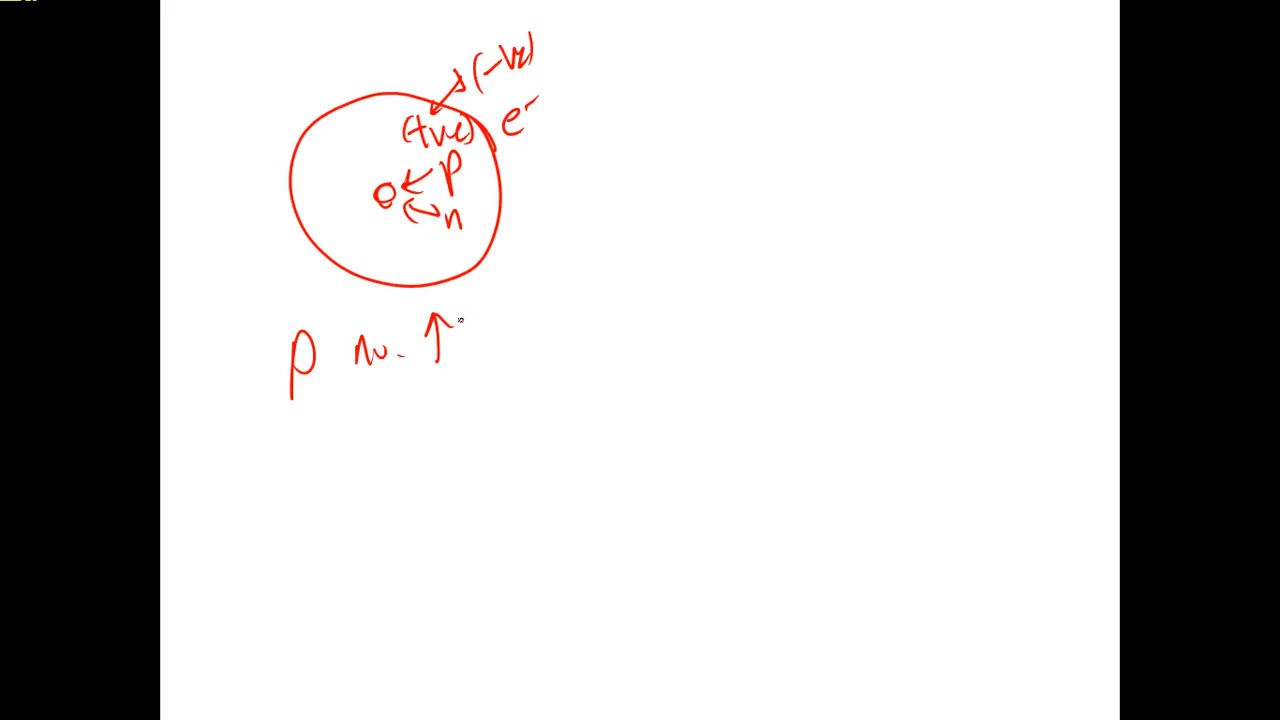 (-ve)
(+ve) e-
p
n
p no. ↑